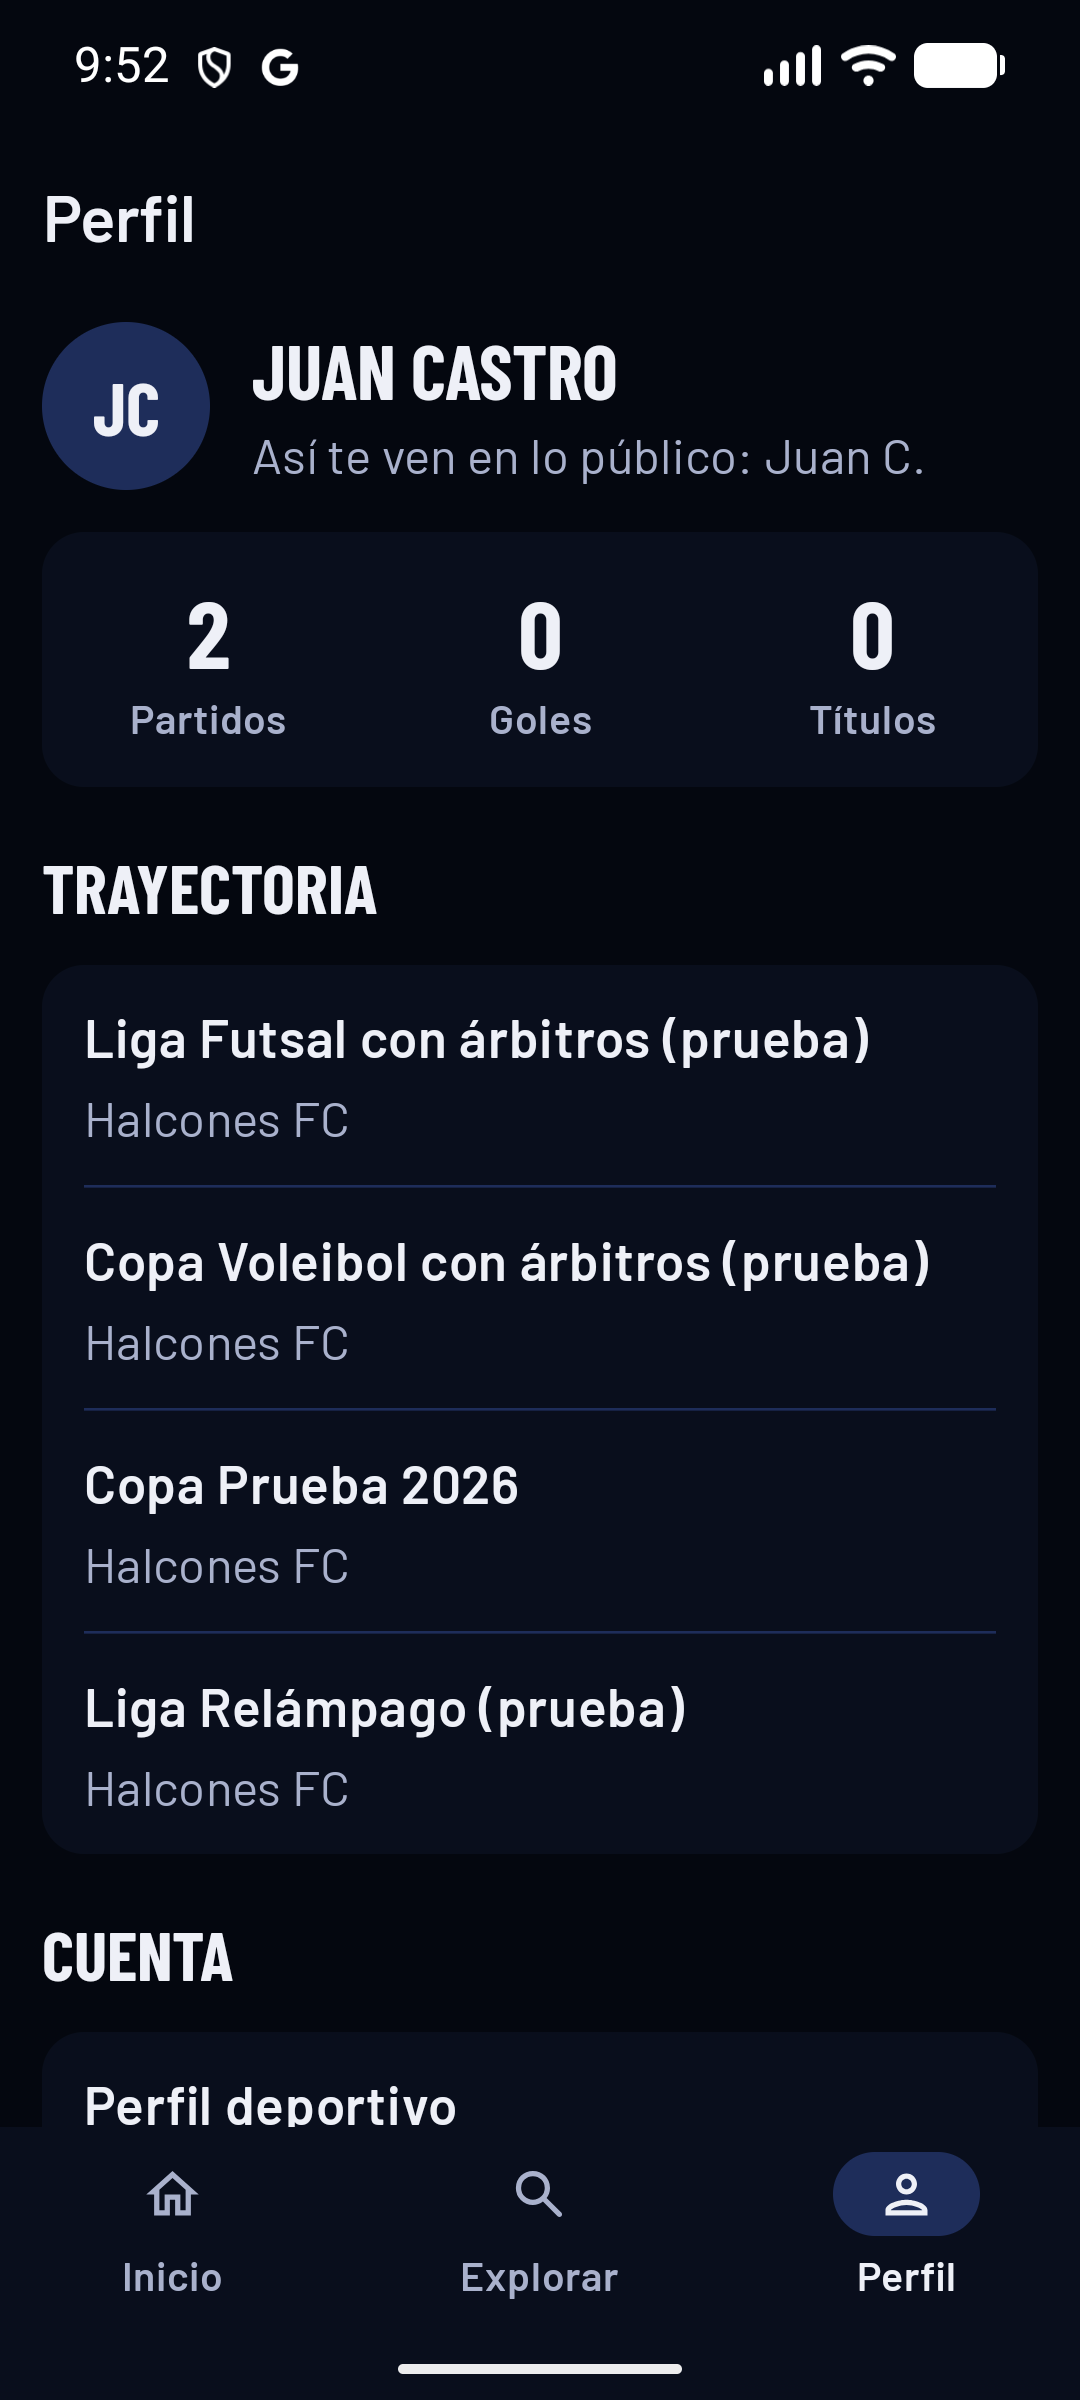 9:52
Perfil
JC
JUAN CASTRO
Así te ven en lo público: Juan C.
2
0
0
Partidos
Goles
Títulos
TRAYECTORIA
Liga Futsal con árbitros (prueba)
Halcones FC
Copa Voleibol con árbitros (prueba)
Halcones FC
Copa Prueba 2026
Halcones FC
Liga Relámpago (prueba)
Halcones FC
CUENTA
Perfil deportivo
Inicio
Explorar
Perfil